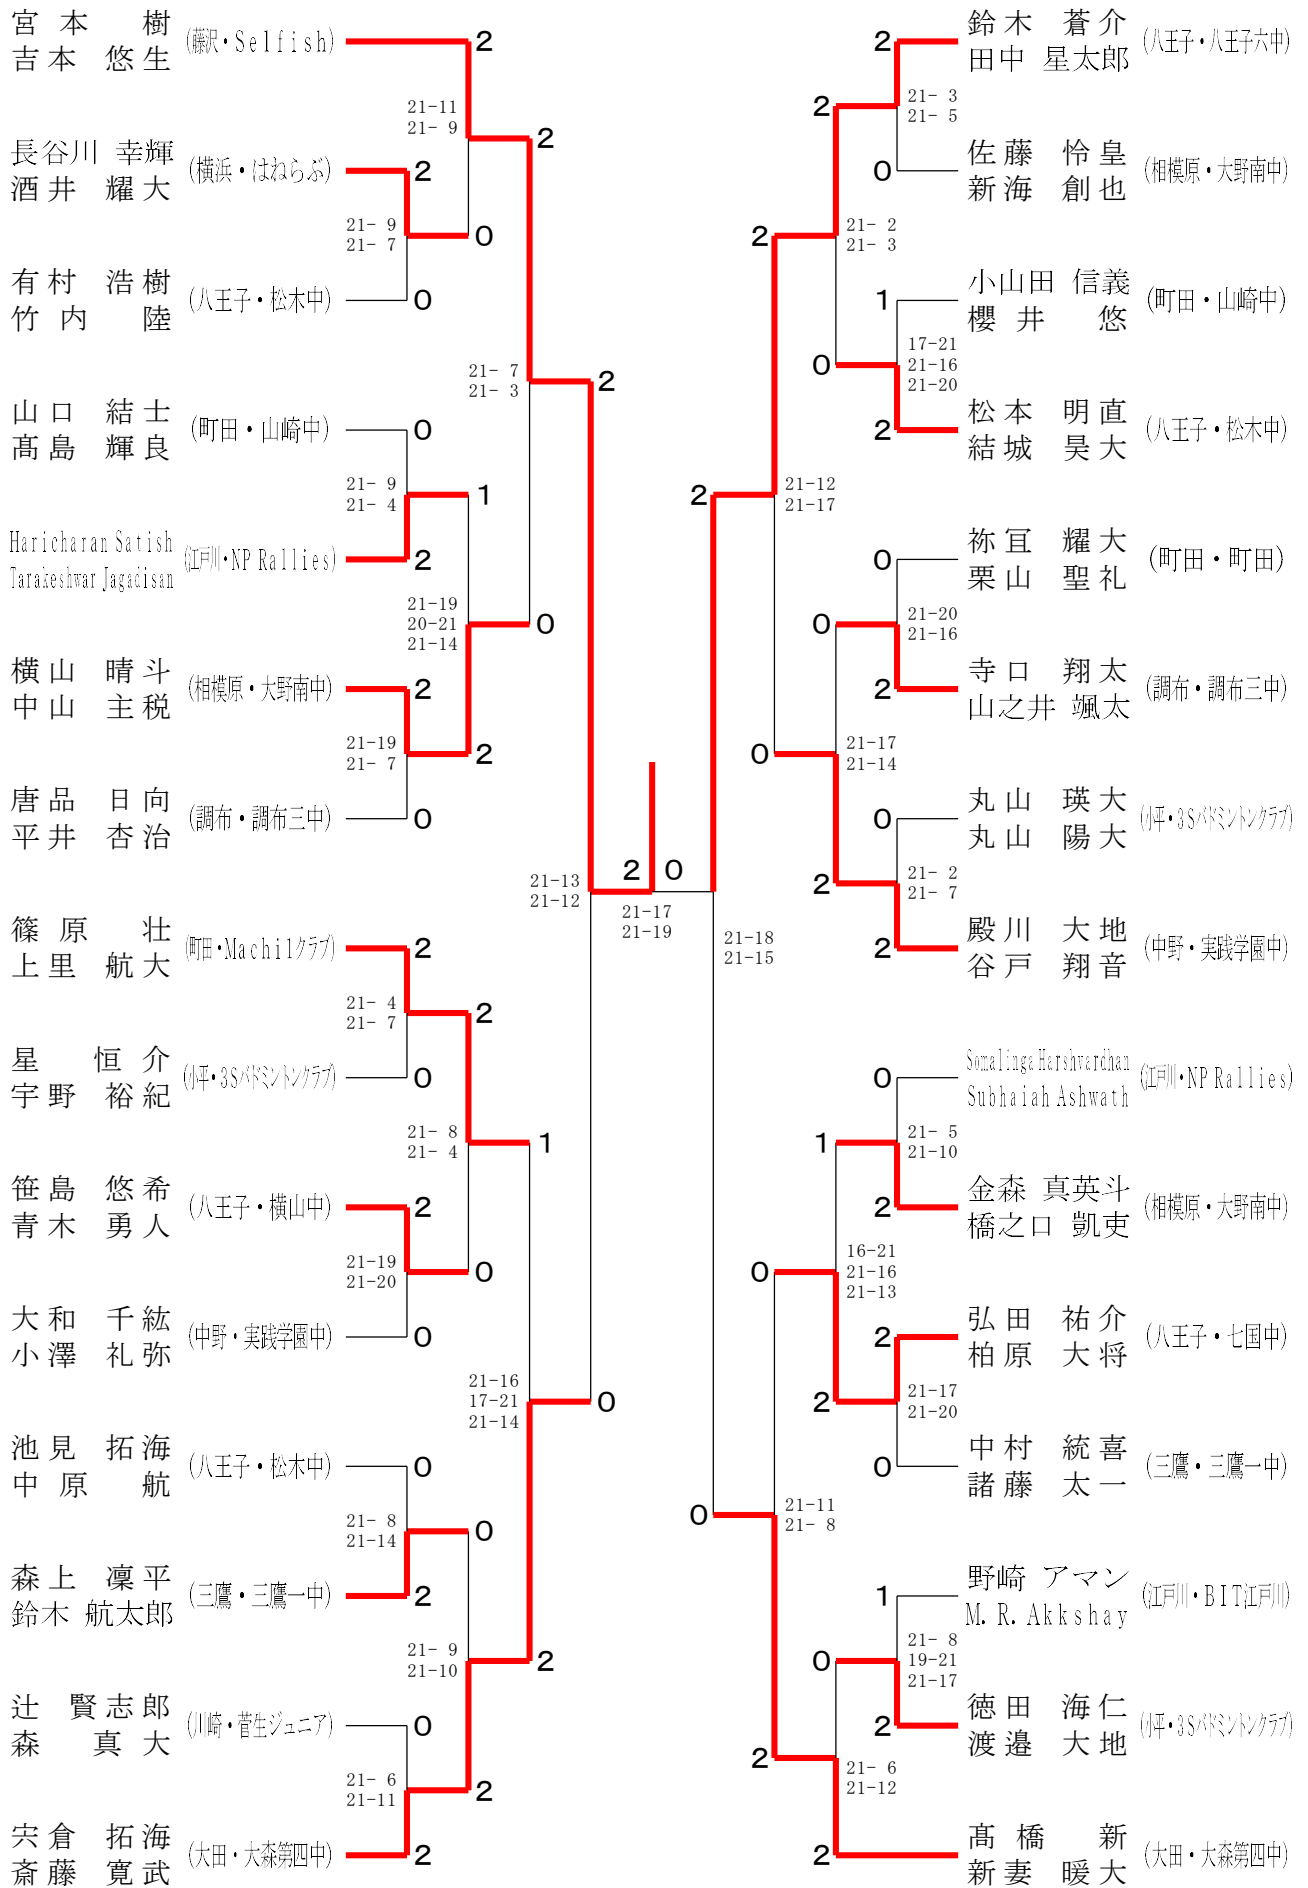 宮本 樹
吉本 悠生
(藤沢・Selfish)
2
21-11
21- 9
2
長谷川 幸輝
酒井 耀大
(横浜・はねらぶ)
2
21- 9
21- 7
0
有村 浩樹
竹内 陸
(八王子・松木中)
0
21- 7
21- 3
2
山口 結士
髙島 輝良
(町田・山崎中)
0
21- 9
21- 4
1
Haricharan Satish
Tarakeshwar Jagadisan
(江戸川・NP Rallies)
2
21-19
20-21
21-14
0
横山 晴斗
中山 主税
(相模原・大野南中)
2
21-19
21- 7
2
唐品 日向
平井 杏治
(調布・調布三中)
0
21-13
21-12
2 0
21-17
21-19
篠原 壮
上里 航大
(町田・Machilクラブ)
2
21- 4
21- 7
2
星 恒介
宇野 裕紀
(小平・3Sバドミントンクラブ)
0
21- 8
21- 4
1
笹島 悠希
青木 勇人
(八王子・横山中)
2
21-19
21-20
0
大和 千紘
小澤 礼弥
(中野・実践学園中)
0
21-16
17-21
21-14
0
池見 拓海
中原 航
(八王子・松木中)
0
21- 8
21-14
0
森上 凜平
鈴木 航太郎
(三鷹・三鷹一中)
2
21- 9
21-10
2
辻 賢志郎
森 真大
(川崎・菅生ジュニア)
0
21- 6
21-11
2
宍倉 拓海
斎藤 寛武
(大田・大森第四中)
2
鈴木 蒼介
田中 星太郎
(八王子・八王子六中)
2
2
21- 3
21- 5
佐藤 怜皇
新海 創也
(相模原・大野南中)
0
2
21- 2
21- 3
小山田 信義
櫻井 悠
(町田・山崎中)
1
0
17-21
21-16
21-20
松本 明直
結城 昊大
(八王子・松木中)
2
2
21-12
21-17
祢冝 耀大
栗山 聖礼
(町田・町田)
0
0
21-20
21-16
寺口 翔太
山之井 颯太
(調布・調布三中)
2
0
21-17
21-14
丸山 瑛大
丸山 陽大
(小平・3Sバドミントンクラブ)
0
2
21- 2
21- 7
殿川 大地
谷戸 翔音
(中野・実践学園中)
2
21-18
21-15
Somalinga Harshvardhan
Subhaiah Ashwath
(江戸川・NP Rallies)
0
1
21- 5
21-10
金森 真英斗
橋之口 凱吏
(相模原・大野南中)
2
0
16-21
21-16
21-13
弘田 祐介
柏原 大将
(八王子・七国中)
2
2
21-17
21-20
中村 統喜
諸藤 太一
(三鷹・三鷹一中)
0
0
21-11
21- 8
野崎 アマン
M. R. Akkshay
(江戸川・BIT江戸川)
1
0
21- 8
19-21
21-17
徳田 海仁
渡邉 大地
(小平・3Sバドミントンクラブ)
2
2
21- 6
21-12
髙橋 新
新妻 暖大
(大田・大森第四中)
2